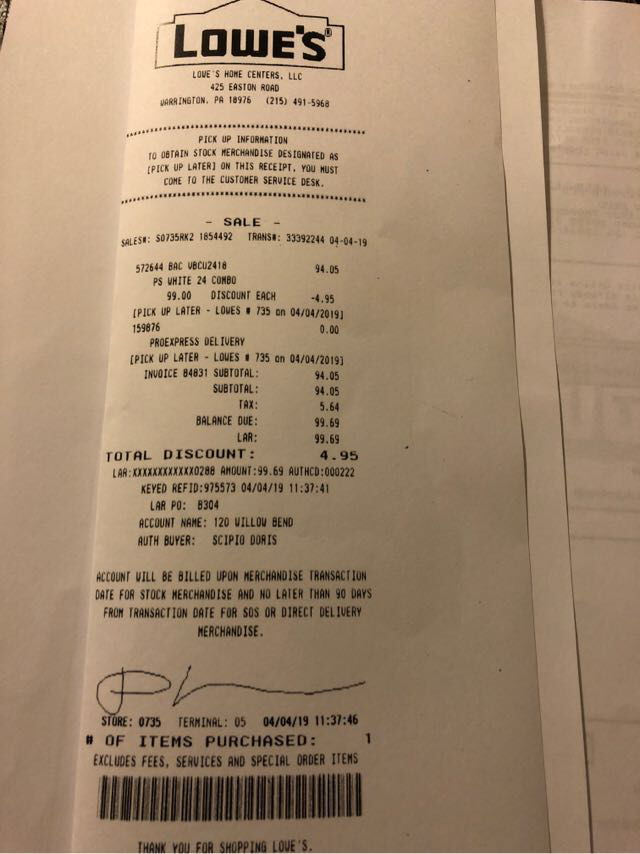 LOWE'S®
LOWE'S HOME CENTERS, LLC
425 EASTON ROAD
WARRINGTON, PA 18976 (215) 491-5968
****************************************
PICK UP INFORMATION
TO OBTAIN STOCK MERCHANDISE DESIGNATED AS
[PICK UP LATER] ON THIS RECEIPT, YOU MUST
COME TO THE CUSTOMER SERVICE DESK.
****************************************
- SALE -
SALES#: S0735RK2 1854492 TRANS#: 33392244 04-04-19
572644 BAC VBCU2418 94.05
PS WHITE 24 COMBO
99.00 DISCOUNT EACH -4.95
[PICK UP LATER - LOWES # 735 on 04/04/2019]
159876 0.00
PROEXPRESS DELIVERY
[PICK UP LATER - LOWES # 735 on 04/04/2019]
INVOICE 84831 SUBTOTAL: 94.05
SUBTOTAL: 94.05
TAX: 5.64
BALANCE DUE: 99.69
LAR: 99.69
TOTAL DISCOUNT: 4.95
LAR:XXXXXXXXXXXX0288 AMOUNT:99.69 AUTHCD:000222
KEYED REFID:975573 04/04/19 11:37:41
LAR PO: B304
ACCOUNT NAME: 120 WILLOW BEND
AUTH BUYER: SCIPIO DORIS
ACCOUNT WILL BE BILLED UPON MERCHANDISE TRANSACTION
DATE FOR STOCK MERCHANDISE AND NO LATER THAN 90 DAYS
FROM TRANSACTION DATE FOR SOS OR DIRECT DELIVERY
MERCHANDISE.
STORE: 0735 TERMINAL: 05 04/04/19 11:37:46
# OF ITEMS PURCHASED: 1
EXCLUDES FEES, SERVICES AND SPECIAL ORDER ITEMS
THANK YOU FOR SHOPPING LOWE'S.